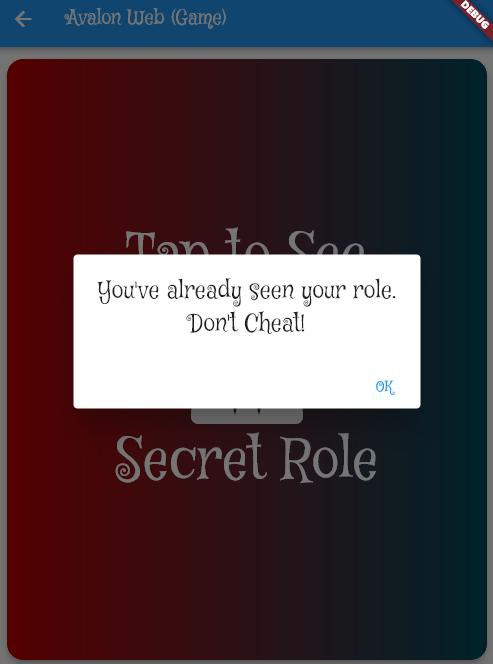 Avalon Web (Game)
DEBUG
Tap to See
You've already seen your role.
Don't Cheat!
OK
Secret Role